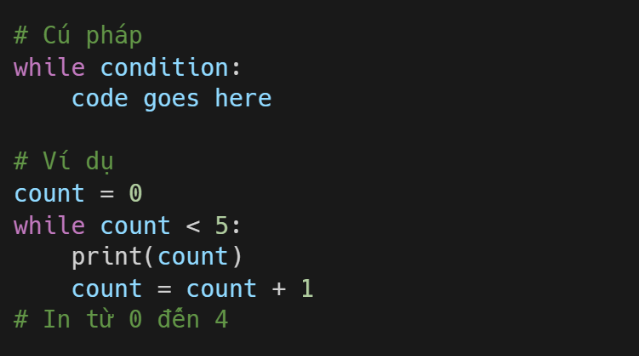 # Cú pháp
while condition:
    code goes here

# Ví dụ
count = 0
while count < 5:
    print(count)
    count = count + 1
# In từ 0 đến 4